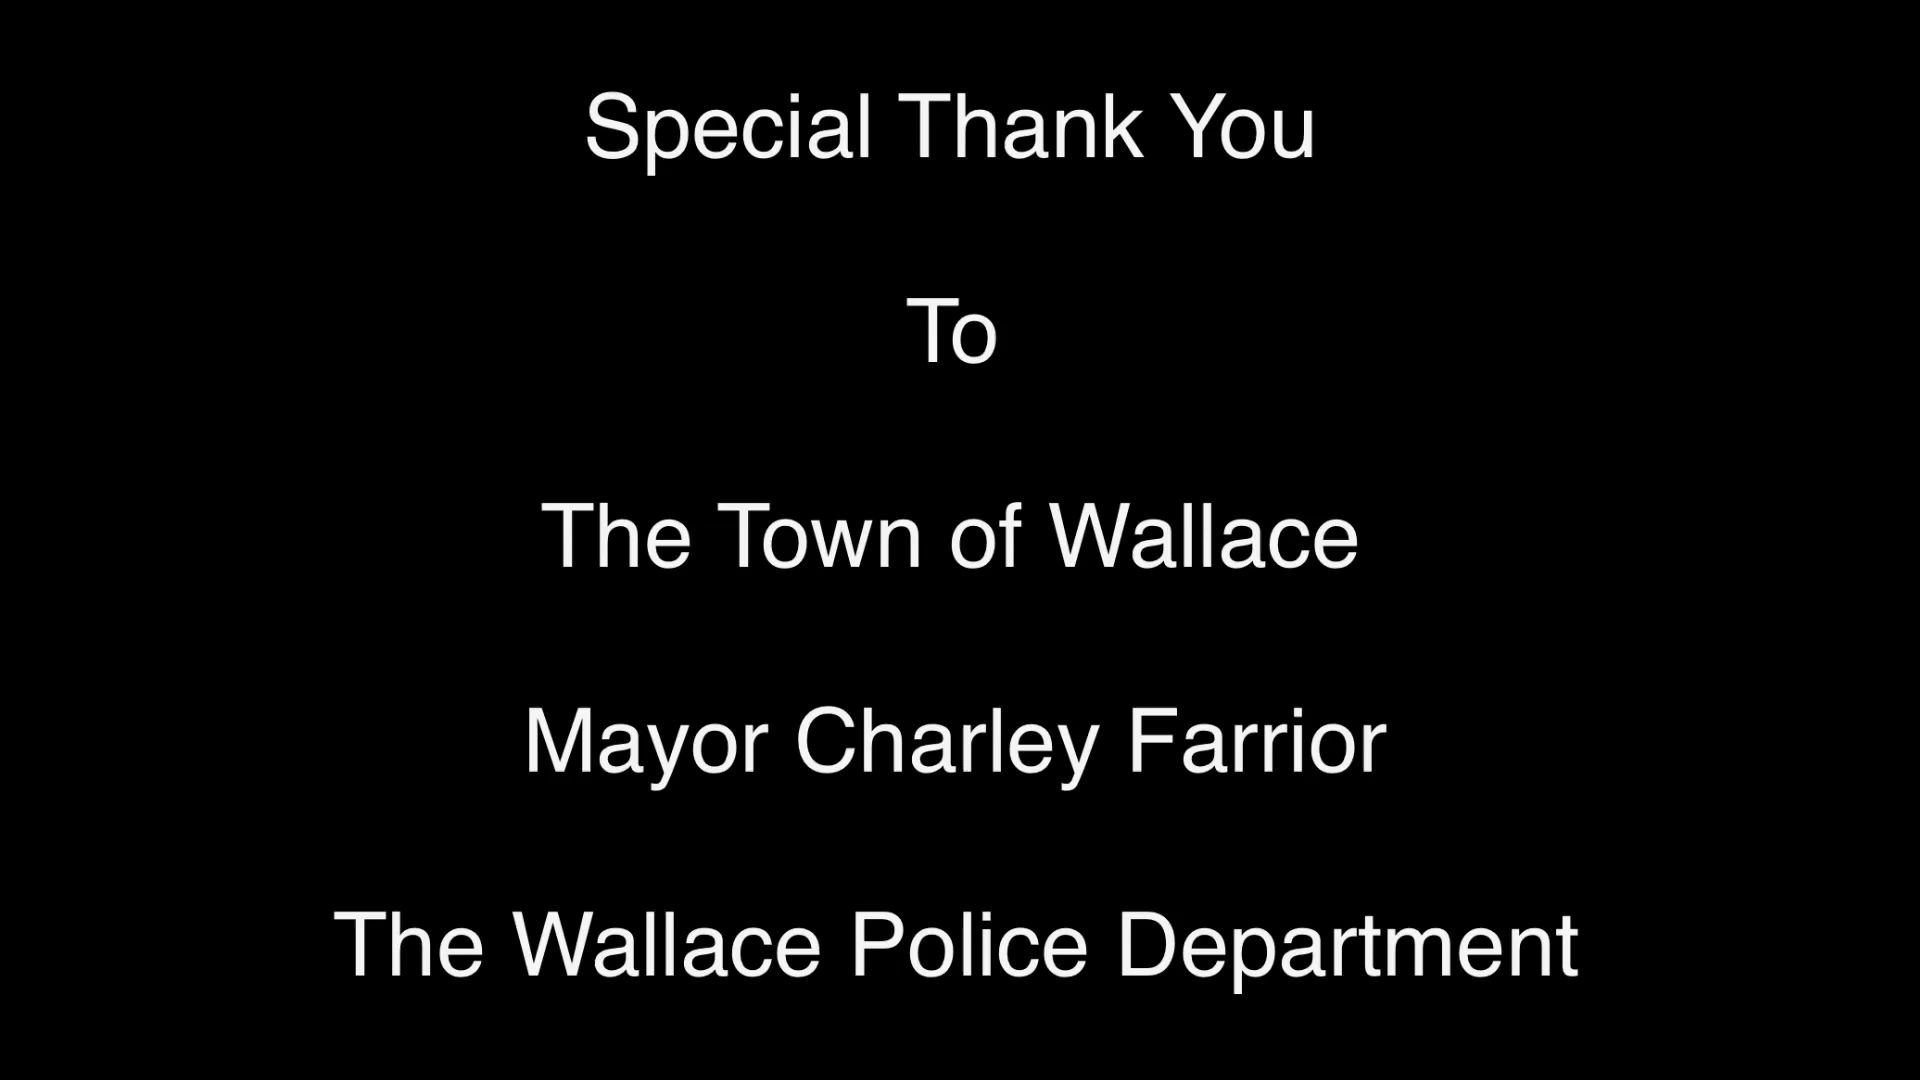 Special Thank You
To
The Town of Wallace
Mayor Charley Farrior
The Wallace Police Department